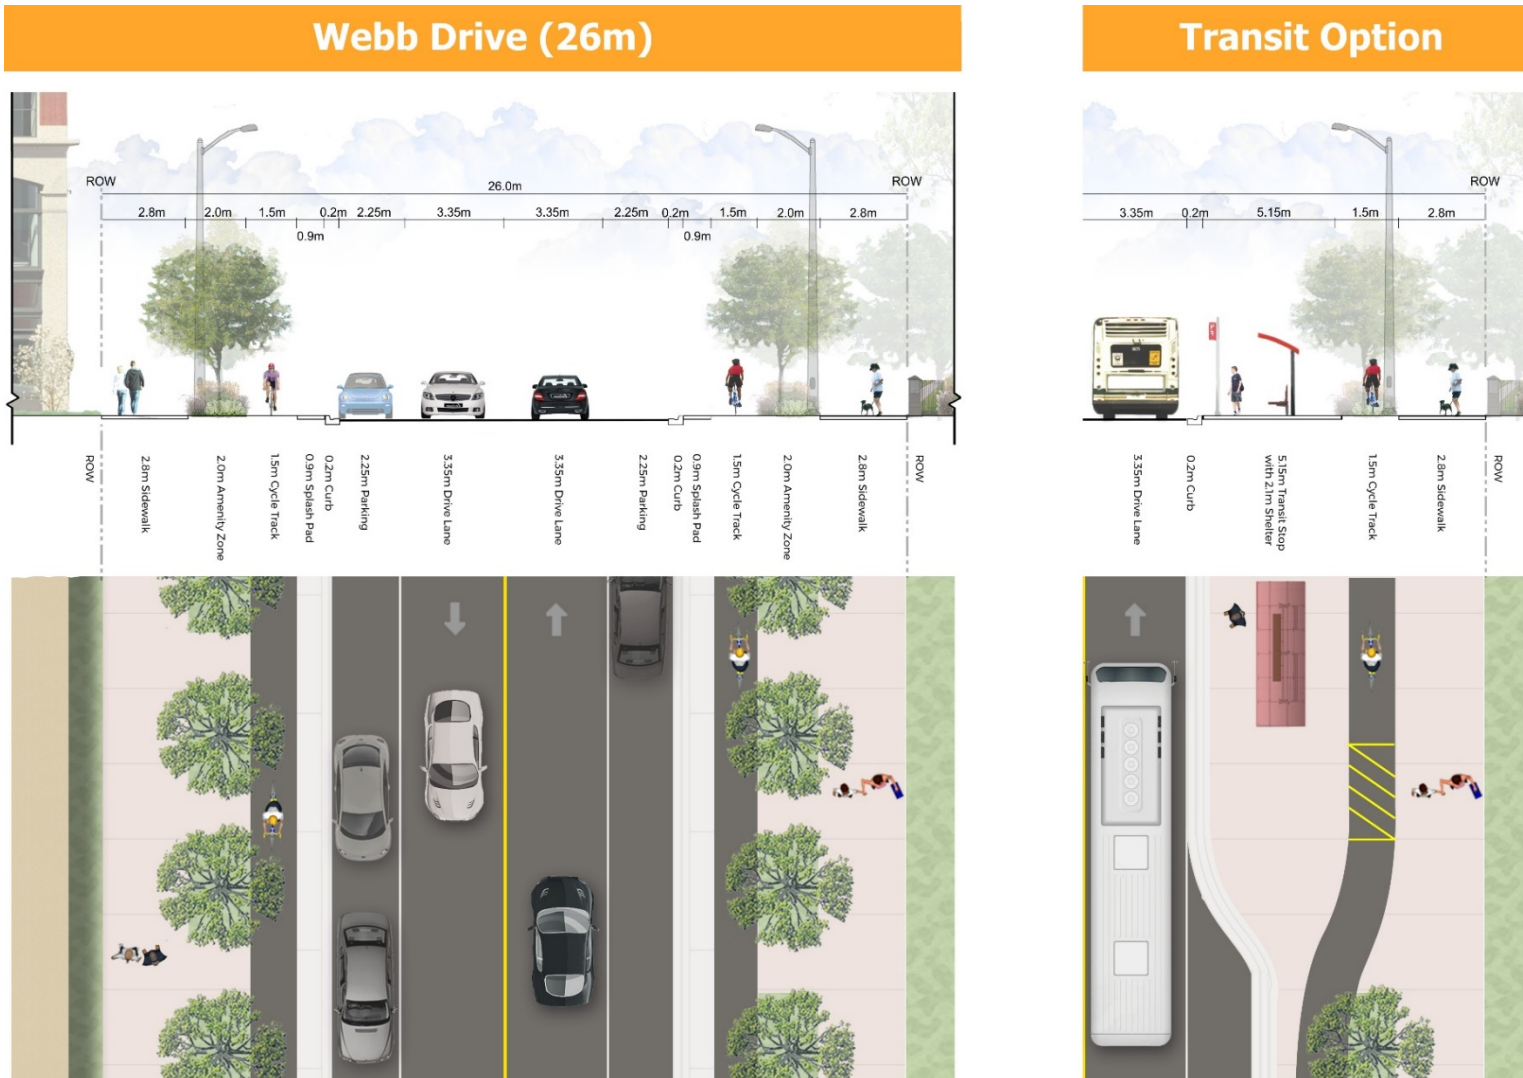 Webb Drive (26m)
Transit Option
ROW
26.0m
ROW
2.8m 2.0m 1.5m 0.2m 2.25m 3.35m 3.35m 2.25m 0.2m 1.5m 2.0m 2.8m
0.9m 0.9m
ROW
3.35m 0.2m 5.15m 1.5m 2.8m
ROW
2.8m Sidewalk
2.0m Amenity Zone
1.5m Cycle Track
0.9m Splash Pad
0.2m Curb
2.25m Parking
3.35m Drive Lane
3.35m Drive Lane
2.25m Parking
0.2m Curb
0.9m Splash Pad
1.5m Cycle Track
2.0m Amenity Zone
2.8m Sidewalk
ROW
3.35m Drive Lane
0.2m Curb
5.15m Transit Stop
with 2.1m Shelter
1.5m Cycle Track
2.8m Sidewalk
ROW